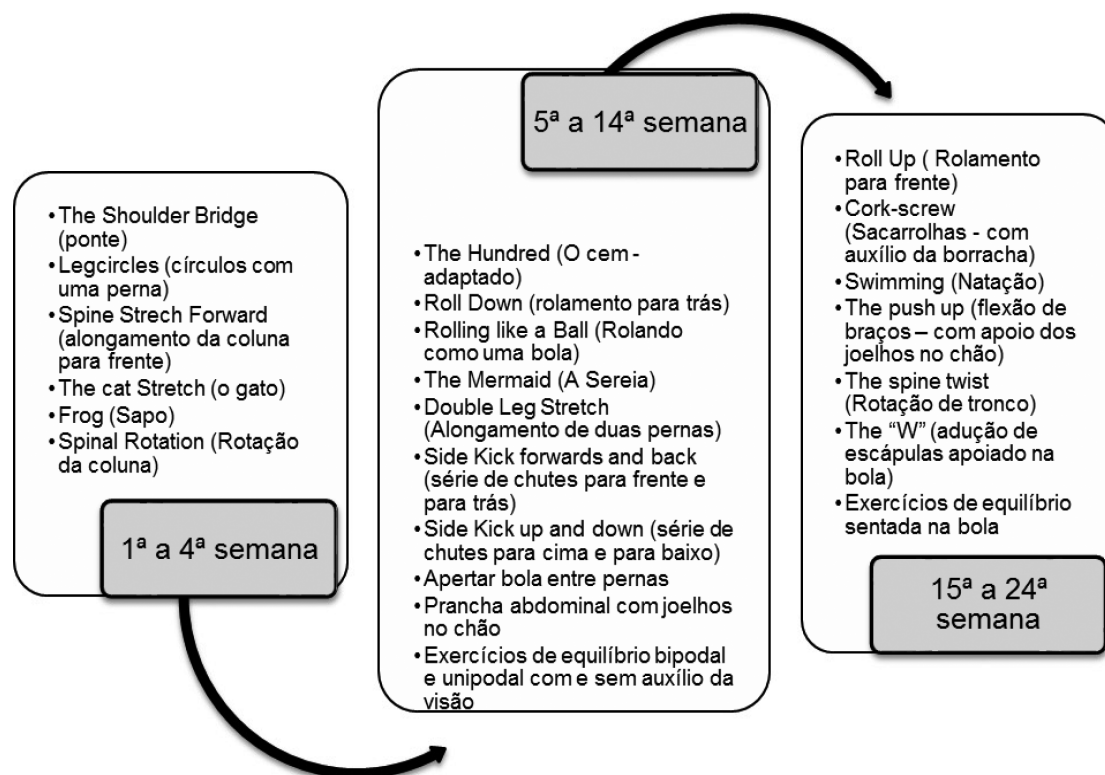 •The Shoulder Bridge
(ponte)
•Legcircles (círculos com
uma perna)
•Spine Strech Forward
(alongamento da coluna
para frente)
•The cat Stretch (o gato)
•Frog (Sapo)
•Spinal Rotation (Rotação
da coluna)
1ª a 4ª semana
5ª a 14ª semana
•The Hundred (O cem -
adaptado)
•Roll Down (rolamento para trás)
•Rolling like a Ball (Rolando
como uma bola)
•The Mermaid (A Sereia)
•Double Leg Stretch
(Alongamento de duas pernas)
•Side Kick forwards and back
(série de chutes para frente e
para trás)
•Side Kick up and down (série de
chutes para cima e para baixo)
•Apertar bola entre pernas
•Prancha abdominal com joelhos
no chão
•Exercícios de equilíbrio bipodal
e unipodal com e sem auxílio da
visão
•Roll Up ( Rolamento
para frente)
•Cork-screw
(Sacarrolhas - com
auxílio da borracha)
•Swimming (Natação)
•The push up (flexão de
braços – com apoio dos
joelhos no chão)
•The spine twist
(Rotação de tronco)
•The “W” (adução de
escápulas apoiado na
bola)
•Exercícios de equilíbrio
sentada na bola
15ª a 24ª
semana